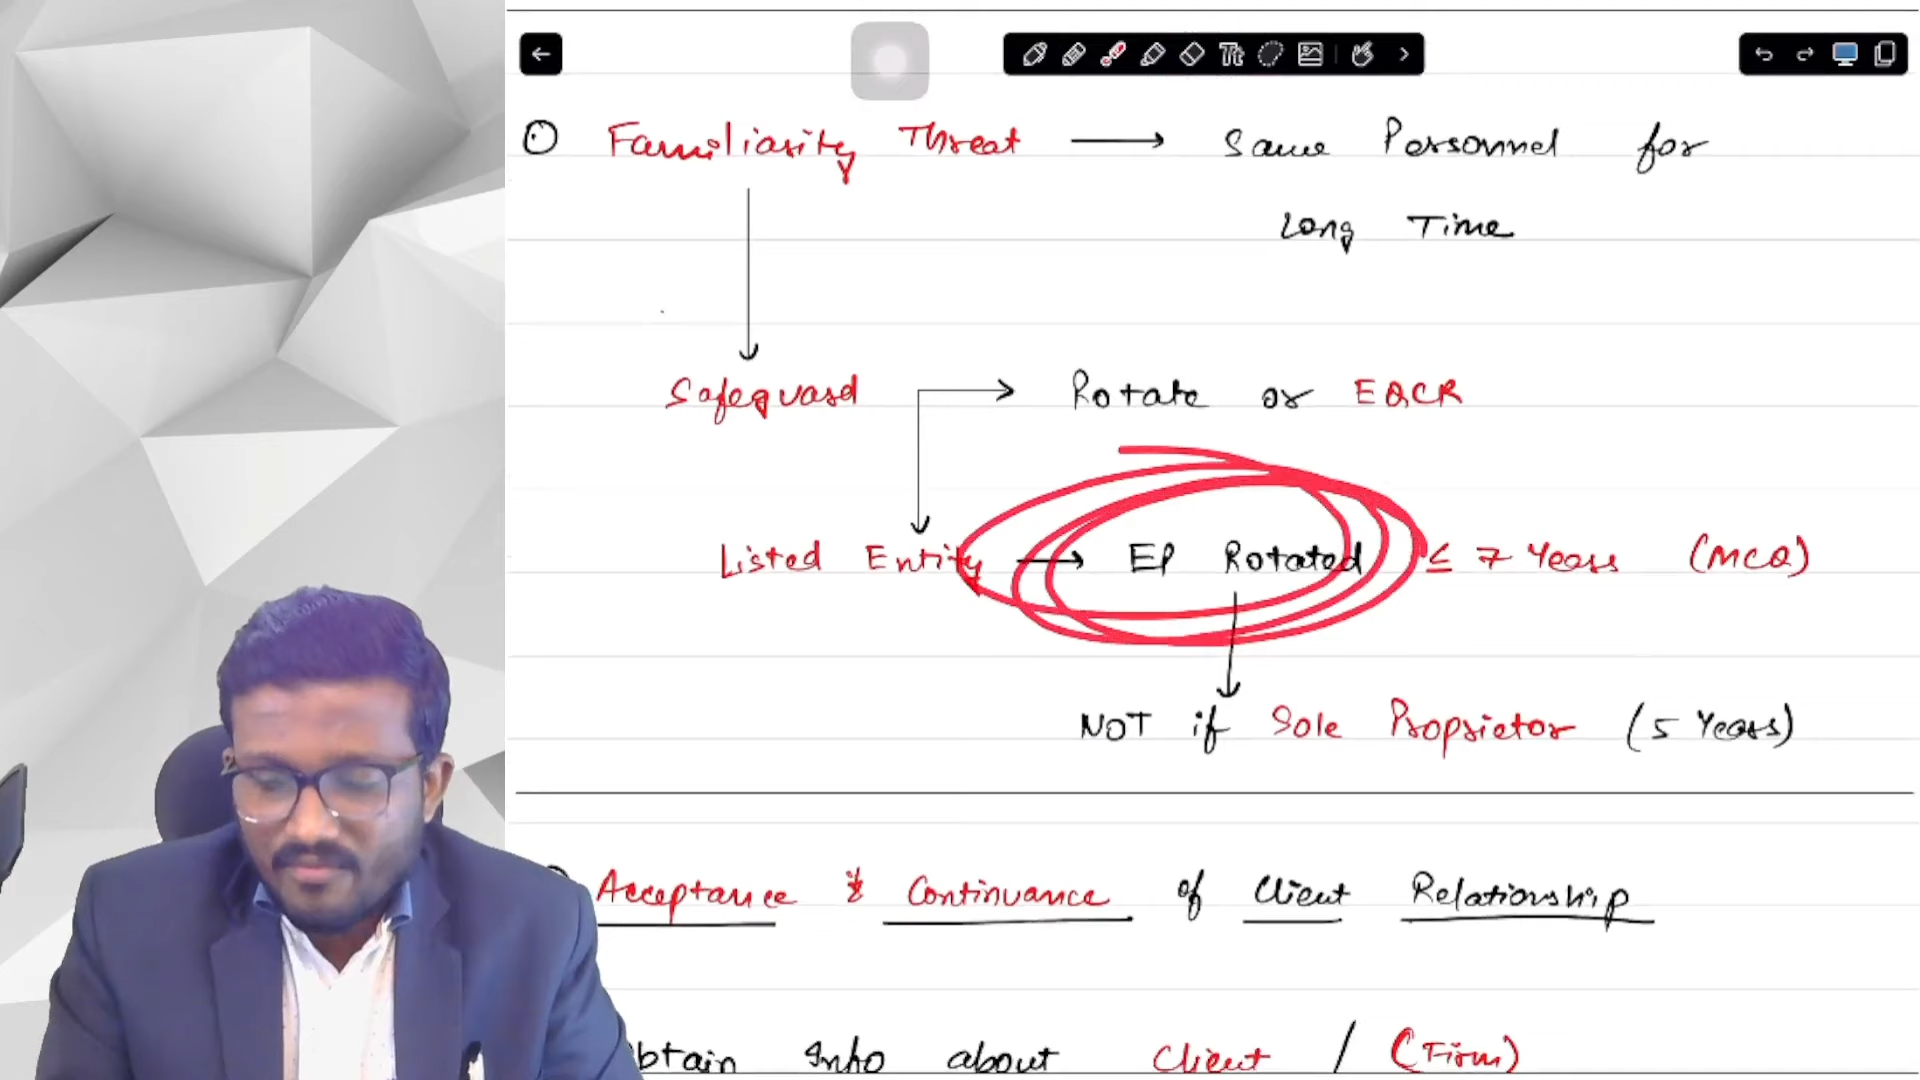 Familiarity Threat → Same Personnel for
Long Time
Safeguard → Rotate or EQCR
Listed Entity → EP Rotated ≤ 7 Years (MCQ)
NOT if Sole Proprietor (5 Years)
Acceptance & Continuance of Client Relationship
btain Info about Client / (Firm)